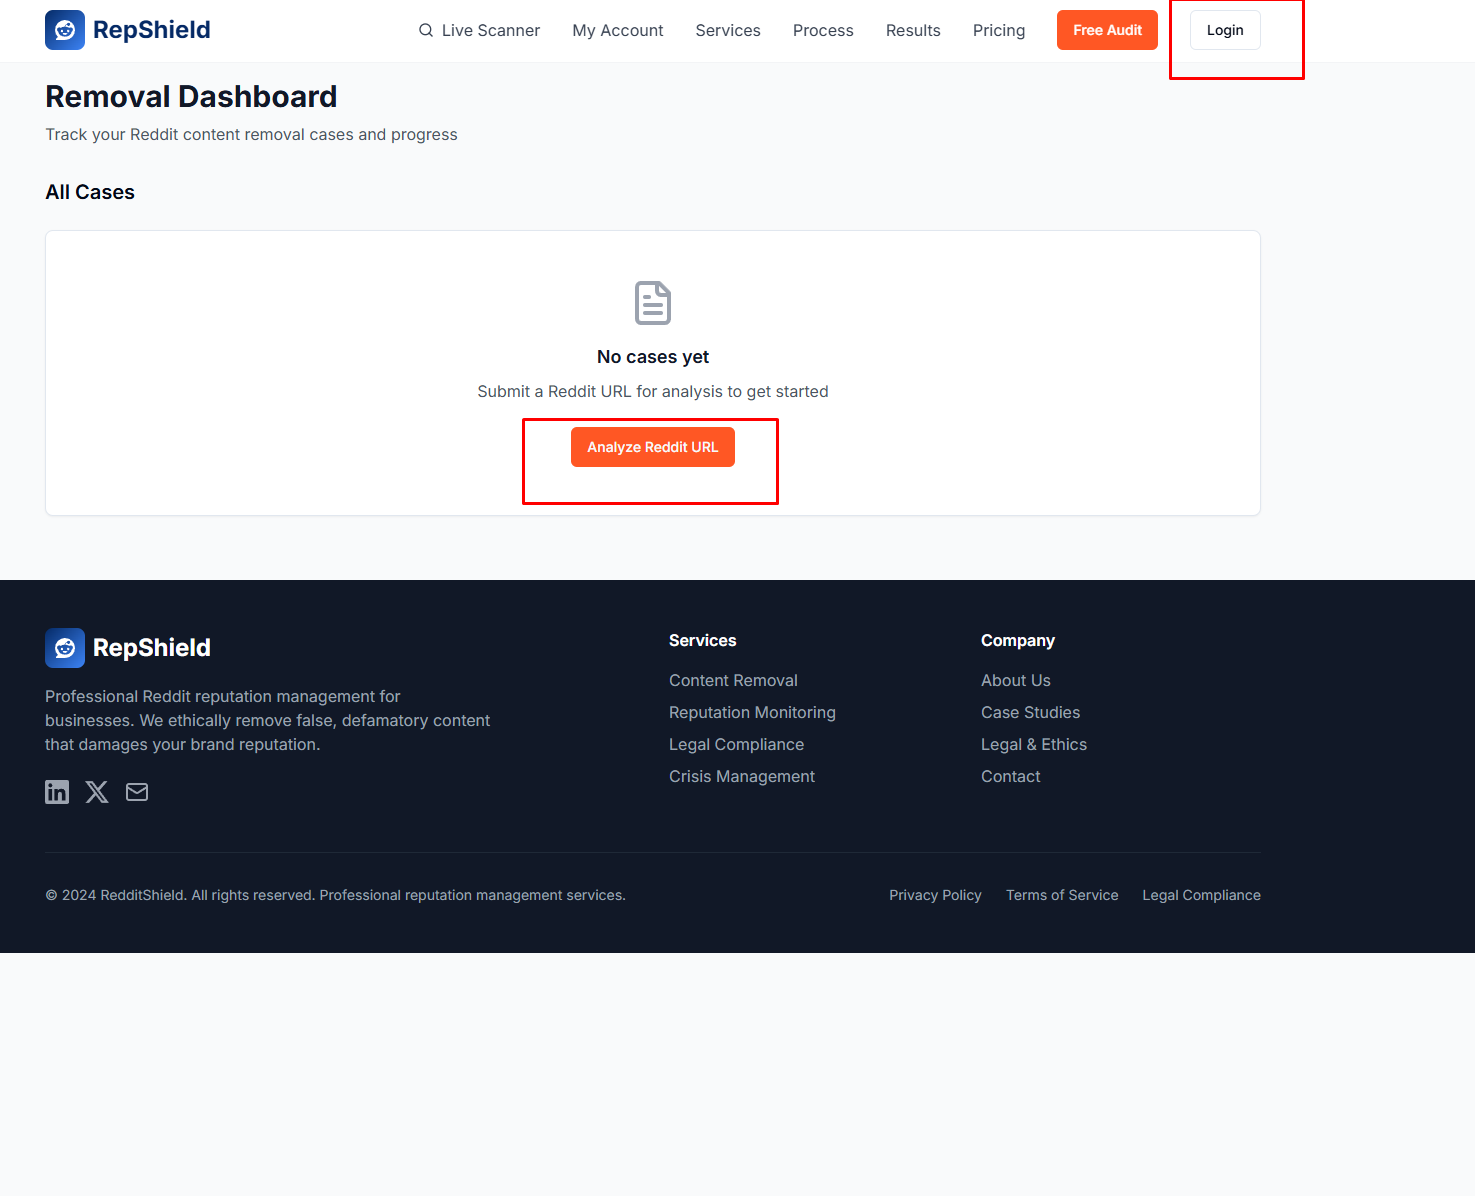 RepShield
Live Scanner
My Account
Services
Process
Results
Pricing
Free Audit
Login
Removal Dashboard
Track your Reddit content removal cases and progress
All Cases
No cases yet
Submit a Reddit URL for analysis to get started
Analyze Reddit URL
RepShield
Professional Reddit reputation management for
businesses. We ethically remove false, defamatory content
that damages your brand reputation.
Services
Content Removal
Reputation Monitoring
Legal Compliance
Crisis Management
Company
About Us
Case Studies
Legal & Ethics
Contact
© 2024 RedditShield. All rights reserved. Professional reputation management services.
Privacy Policy
Terms of Service
Legal Compliance